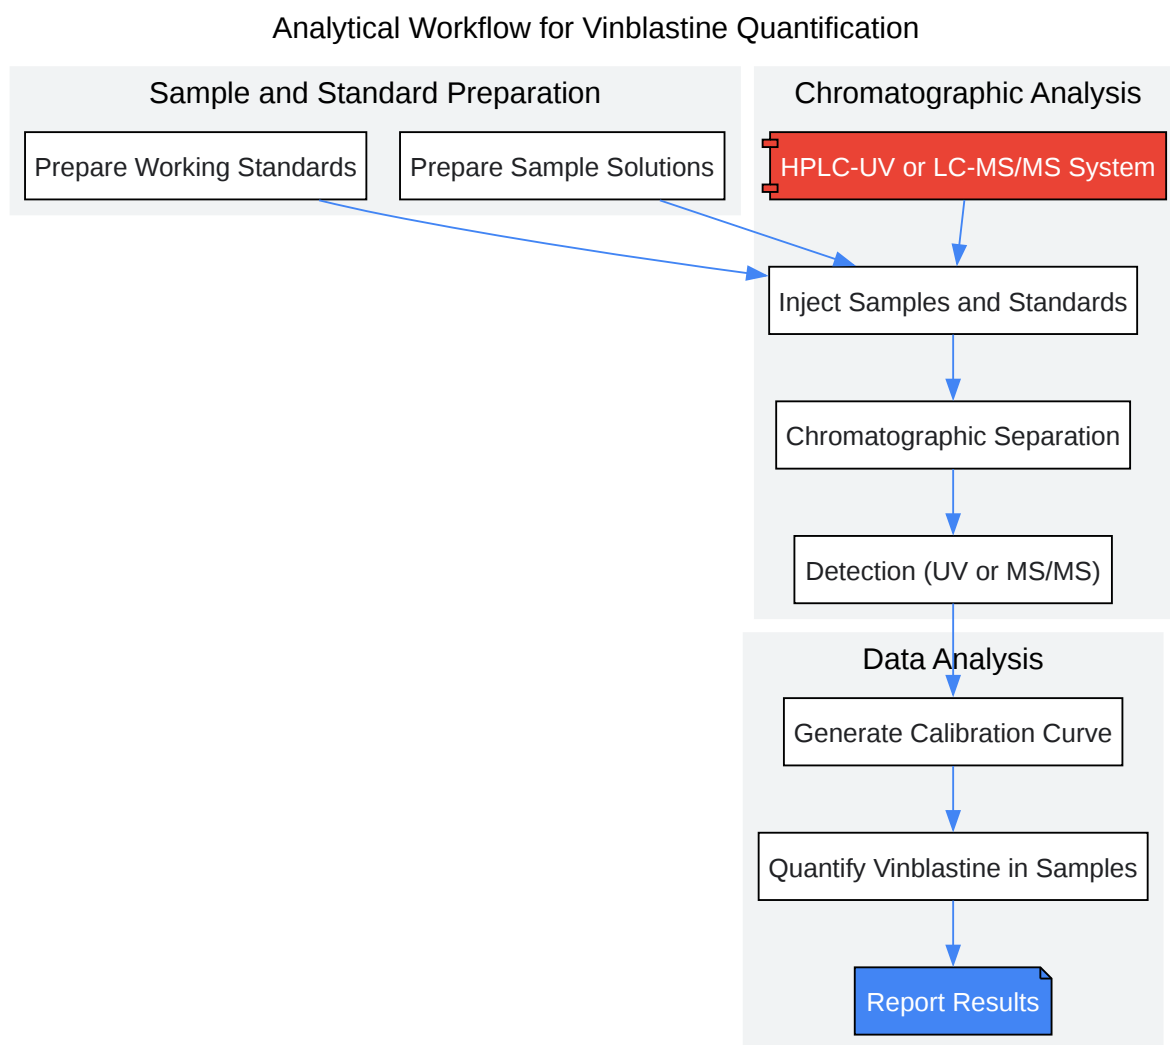 Analytical Workflow for Vinblastine Quantification
Sample and Standard Preparation
Prepare Working Standards
Prepare Sample Solutions
Chromatographic Analysis
HPLC-UV or LC-MS/MS System
Inject Samples and Standards
Chromatographic Separation
Detection (UV or MS/MS)
Data Analysis
Generate Calibration Curve
Quantify Vinblastine in Samples
Report Results